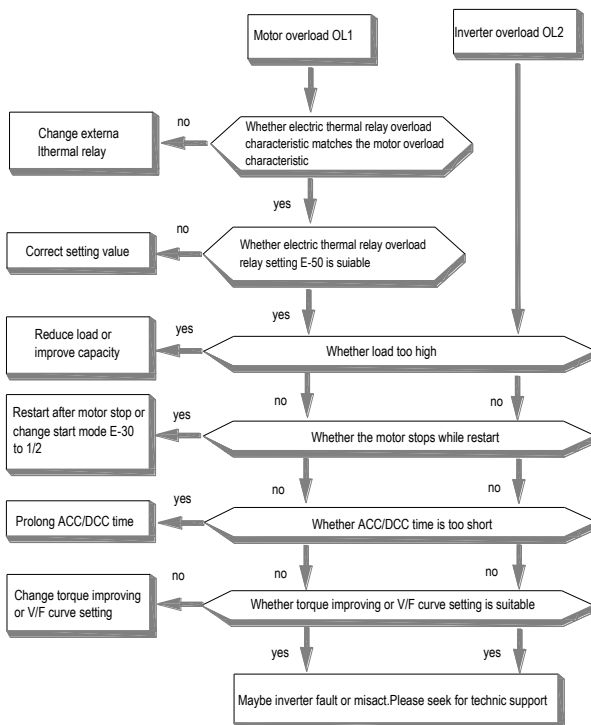 Motor overload OL1
Inverter overload OL2
no
Change externa
lthermal relay
Whether electric thermal relay overload
characteristic matches the motor overload
characteristic
yes
no
Correct setting value
Whether electric thermal relay overload
relay setting E-50 is suiable
yes
yes
Reduce load or
improve capacity
Whether load too high
no
no
Restart after motor stop or
change start mode E-30
to 1/2
yes
Whether the motor stops while restart
no
no
yes
Prolong ACC/DCC time
Whether ACC/DCC time is too short
no
no
no
Change torque improving
or V/F curve setting
Whether torque improving or V/F curve setting is suitable
yes
yes
Maybe inverter fault or misact.Please seek for technic support